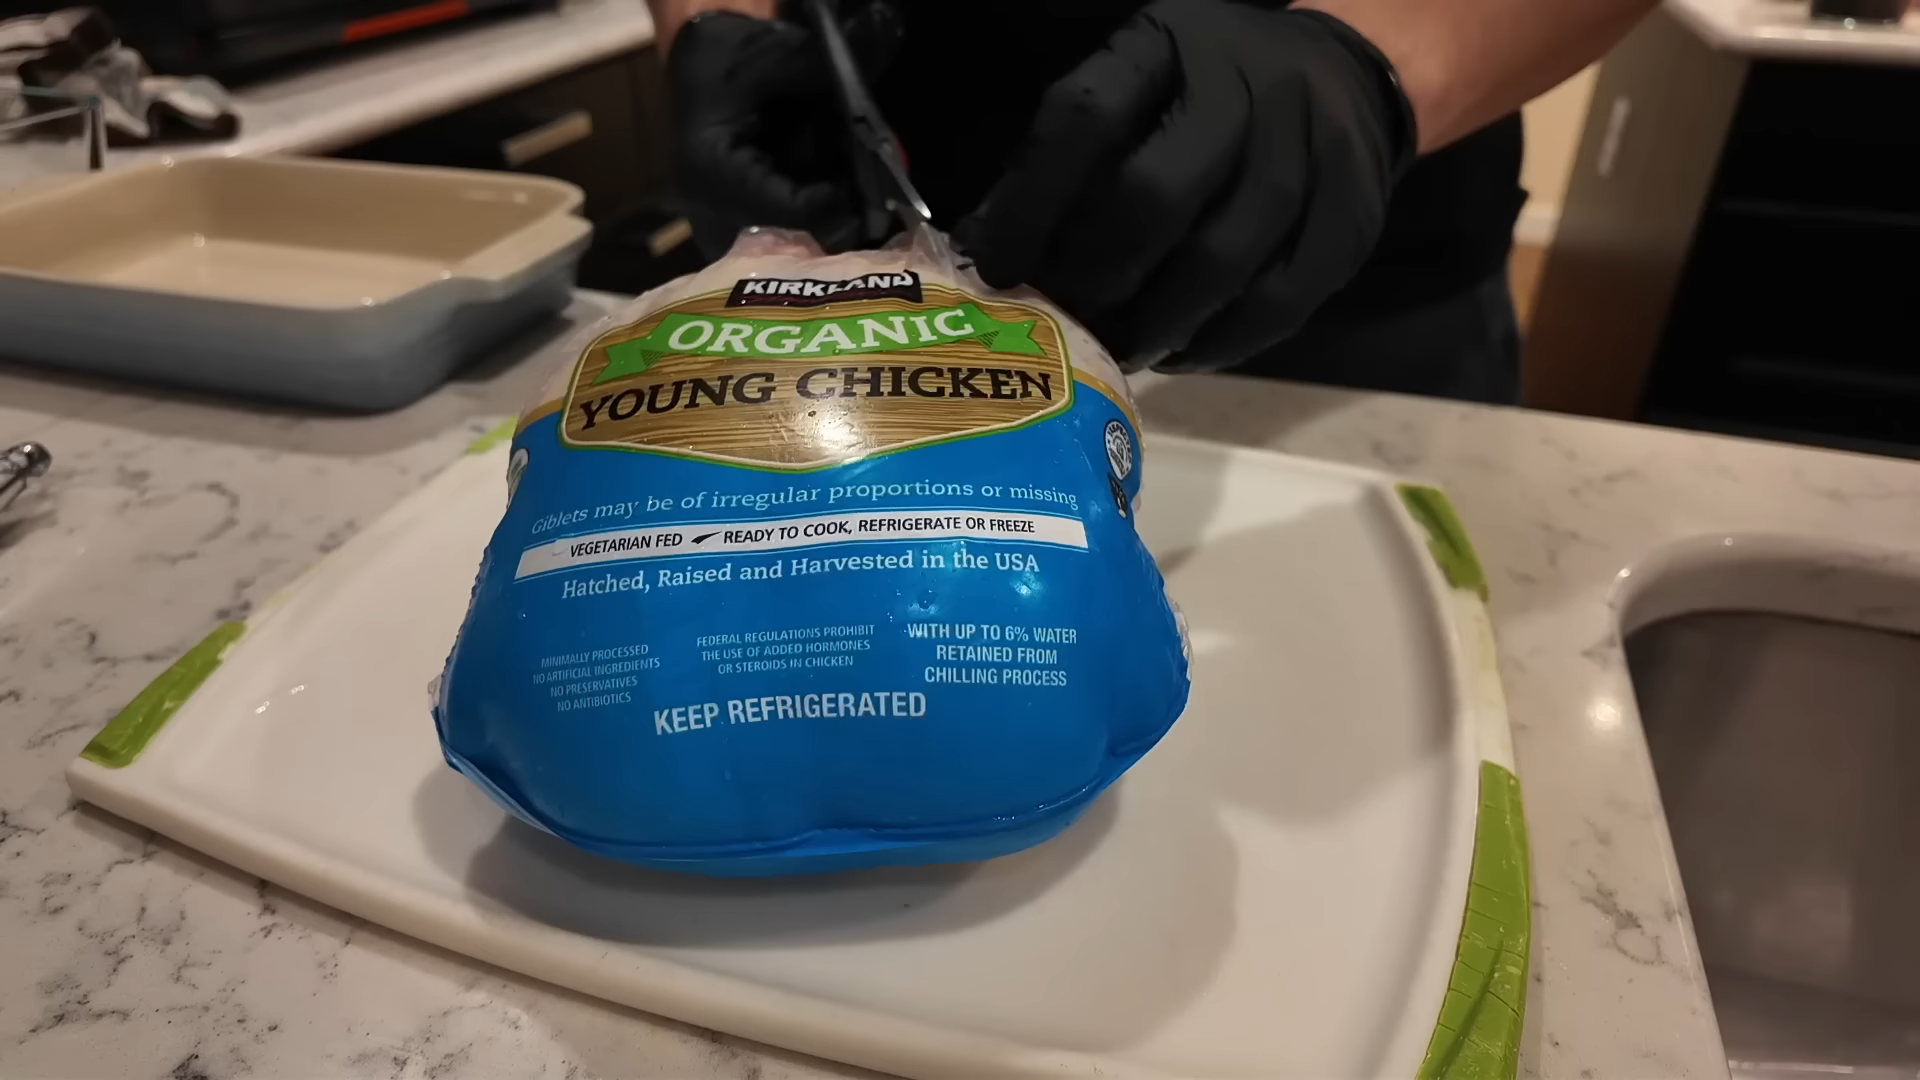 KIRKLAND
ORGANIC
YOUNG CHICKEN
Giblets may be of irregular proportions or missing
VEGETARIAN FED READY TO COOK, REFRIGERATE OR FREEZE
Hatched, Raised and Harvested in the USA
MINIMALLY PROCESSED
NO ARTIFICIAL INGREDIENTS
NO PRESERVATIVES
NO ANTIBIOTICS
FEDERAL REGULATIONS PROHIBIT
THE USE OF ADDED HORMONES
OR STEROIDS IN CHICKEN
WITH UP TO 6% WATER
RETAINED FROM
CHILLING PROCESS
KEEP REFRIGERATED